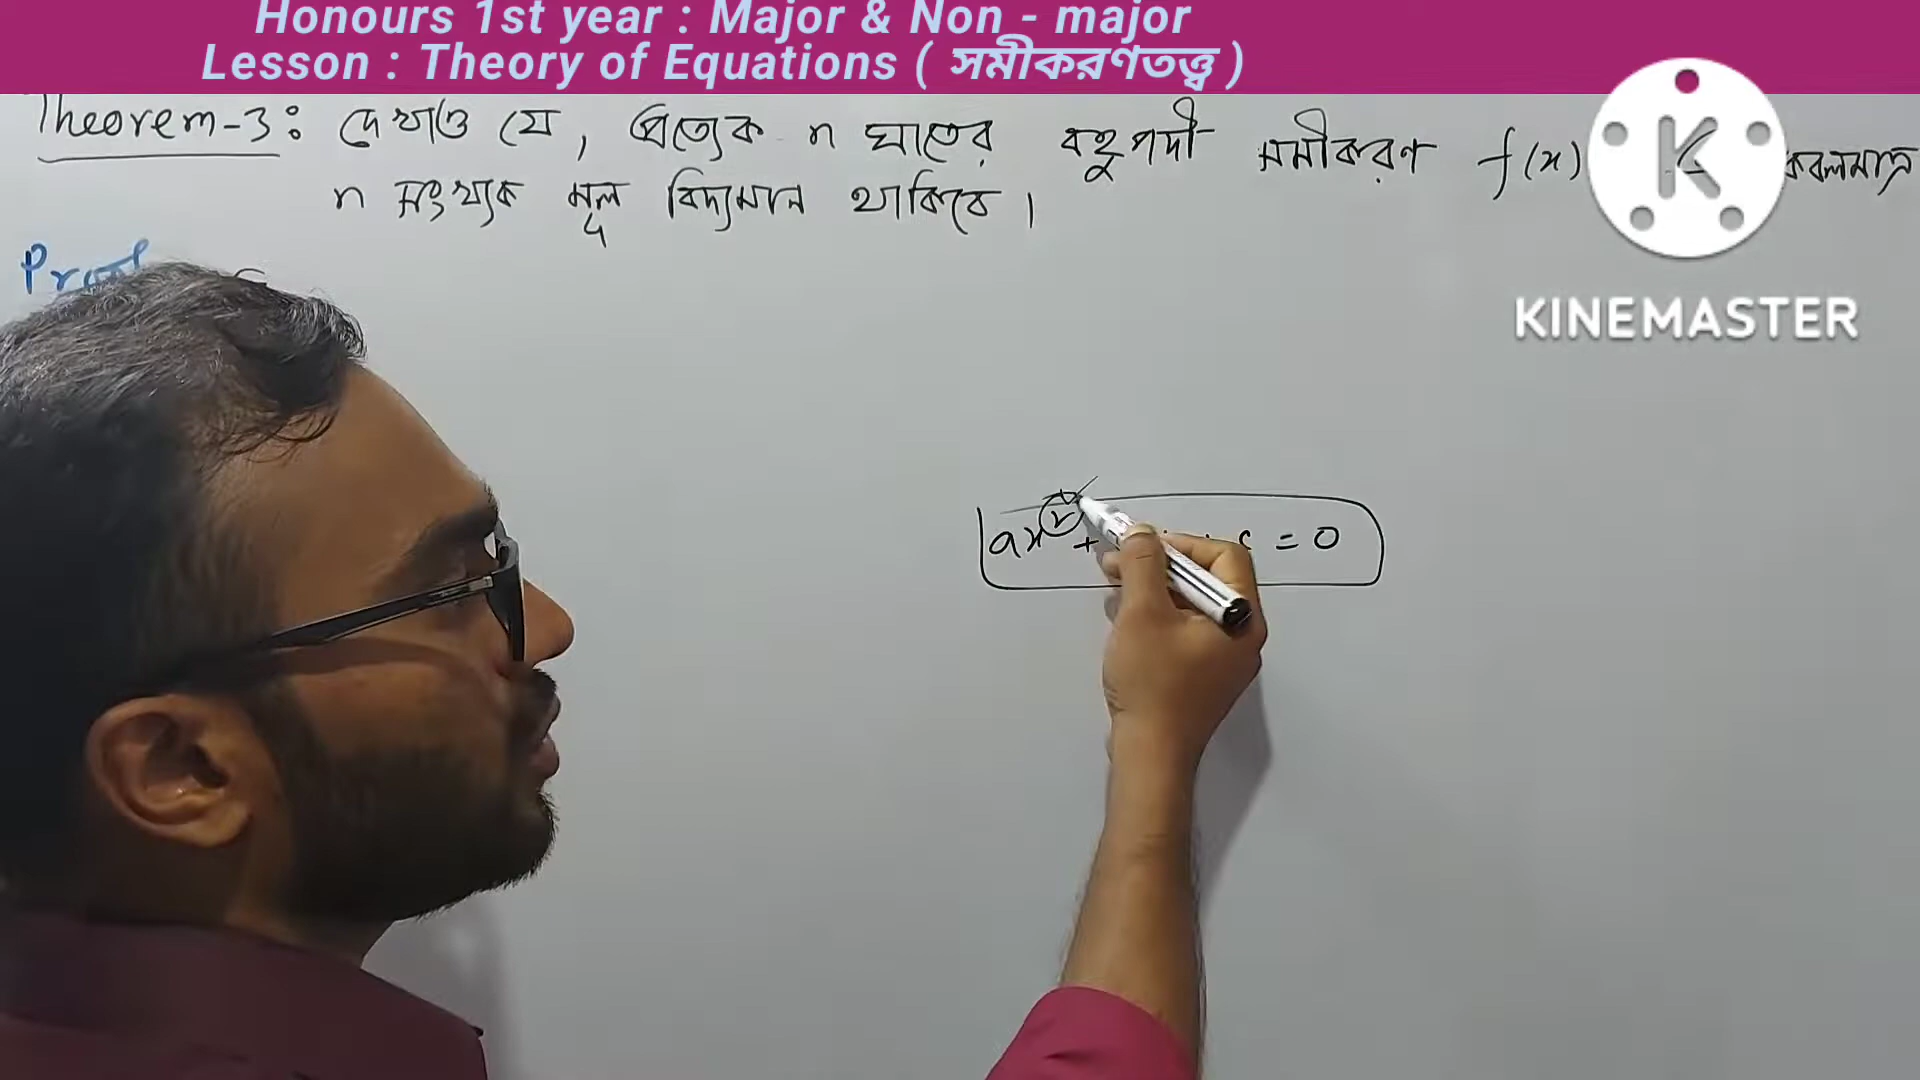 Honours 1st year : Major & Non - major
Lesson : Theory of Equations ( সমীকরণতত্ত্ব )
Theorem-3: দেখাও যে, প্রত্যেক n ঘাতের বহুপদী সমীকরণ f(x)
n সংখ্যক মূল বিদ্যমান থাকিবে।
K
KINEMASTER
ax² + = 0